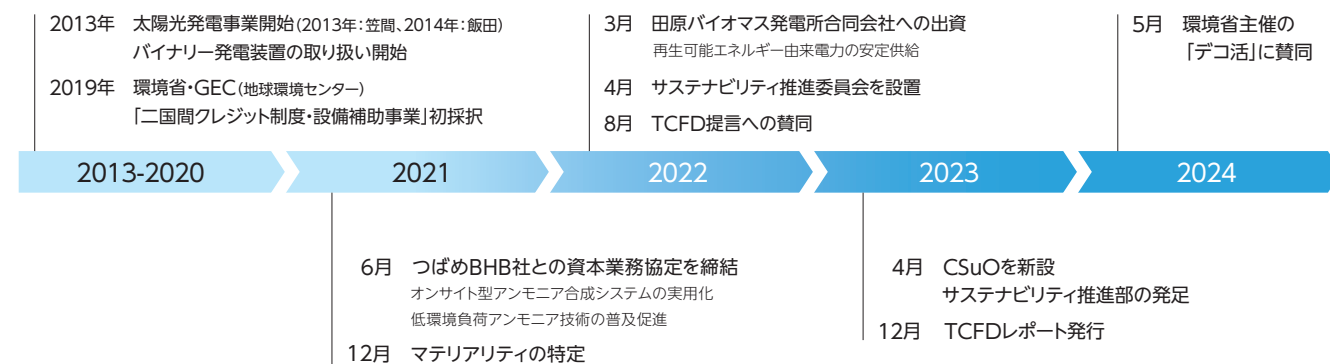 2013年 太陽光発電事業開始(2013年:笠間、2014年:飯田)
バイナリー発電装置の取り扱い開始
2019年 環境省・GEC(地球環境センター)
「二国間クレジット制度・設備補助事業」初採択
3月 田原バイオマス発電所合同会社への出資
再生可能エネルギー由来電力の安定供給
4月 サステナビリティ推進委員会を設置
8月 TCFD提言への賛同
5月 環境省主催の
「デコ活」に賛同
2013-2020
2021
2022
2023
2024
6月 つばめBHB社との資本業務協定を締結
オンサイト型アンモニア合成システムの実用化
低環境負荷アンモニア技術の普及促進
12月 マテリアリティの特定
4月 CSuOを新設
サステナビリティ推進部の発足
12月 TCFDレポート発行